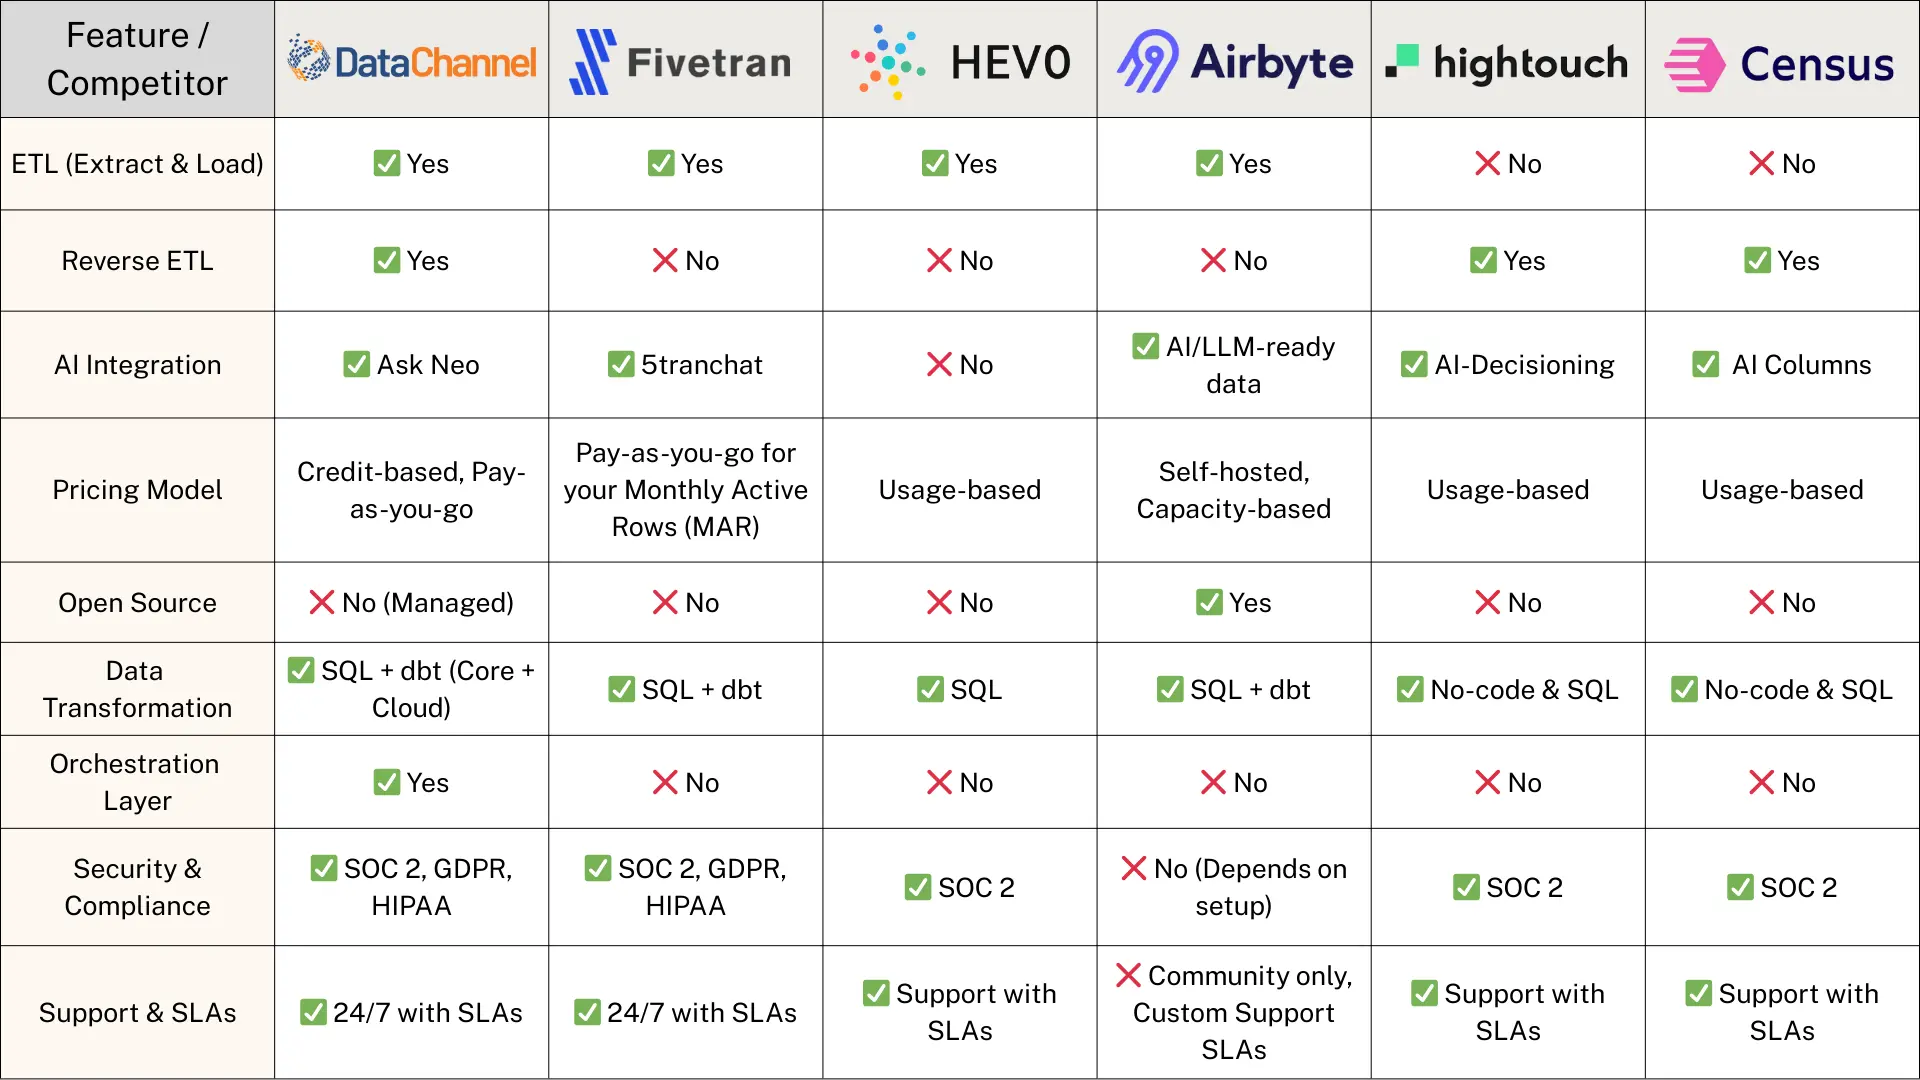 Feature /
Competitor
DataChannel
Fivetran
HEVO
Airbyte
hightouch
Census
ETL (Extract & Load)
Yes
Yes
Yes
Yes
No
No
Reverse ETL
Yes
No
No
No
Yes
Yes
AI Integration
Ask Neo
5tranchat
No
AI/LLM-ready
data
AI-Decisioning
AI Columns
Pricing Model
Credit-based, Pay-
as-you-go
Pay-as-you-go for
your Monthly Active
Rows (MAR)
Usage-based
Self-hosted,
Capacity-based
Usage-based
Usage-based
Open Source
No (Managed)
No
No
Yes
No
No
Data
Transformation
SQL + dbt (Core +
Cloud)
SQL + dbt
SQL
SQL + dbt
No-code & SQL
No-code & SQL
Orchestration
Layer
Yes
No
No
No
No
No
Security &
Compliance
SOC 2, GDPR,
HIPAA
SOC 2, GDPR,
HIPAA
SOC 2
No (Depends on
setup)
SOC 2
SOC 2
Support & SLAs
24/7 with SLAs
24/7 with SLAs
Support with
SLAs
Community only,
Custom Support
SLAs
Support with
SLAs
Support with
SLAs